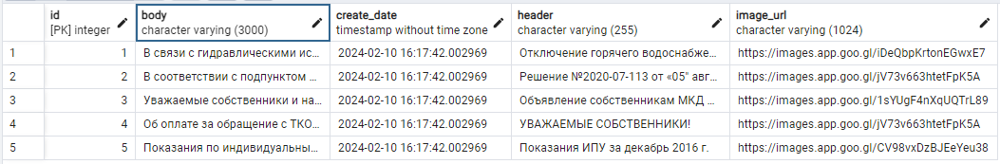 id body create_date header image_url
[PK] integer character varying (3000) timestamp without time zone character varying (255) character varying (1024)
1 1 В связи с гидравлическими ис... 2024-02-10 16:17:42.002969 Отключение горячего водоснабже... https://images.app.goo.gl/iDeQbpKrtonEGwxE7
2 2 В соответствии с подпунктом ... 2024-02-10 16:17:42.002969 Решение №2020-07-113 от «05" авг... https://images.app.goo.gl/jV73v663htetFpK5A
3 3 Уважаемые собственники и на... 2024-02-10 16:17:42.002969 Объявление собственникам МКД ... https://images.app.goo.gl/1sYUgF4nXqUQTrL89
4 4 Об оплате за обращение с ТКО... 2024-02-10 16:17:42.002969 УВАЖАЕМЫЕ СОБСТВЕННИКИ! https://images.app.goo.gl/jV73v663htetFpK5A
5 5 Показания по индивидуальны... 2024-02-10 16:17:42.002969 Показания ИПУ за декабрь 2016 г. https://images.app.goo.gl/CV98vxDzBJEeYeu38